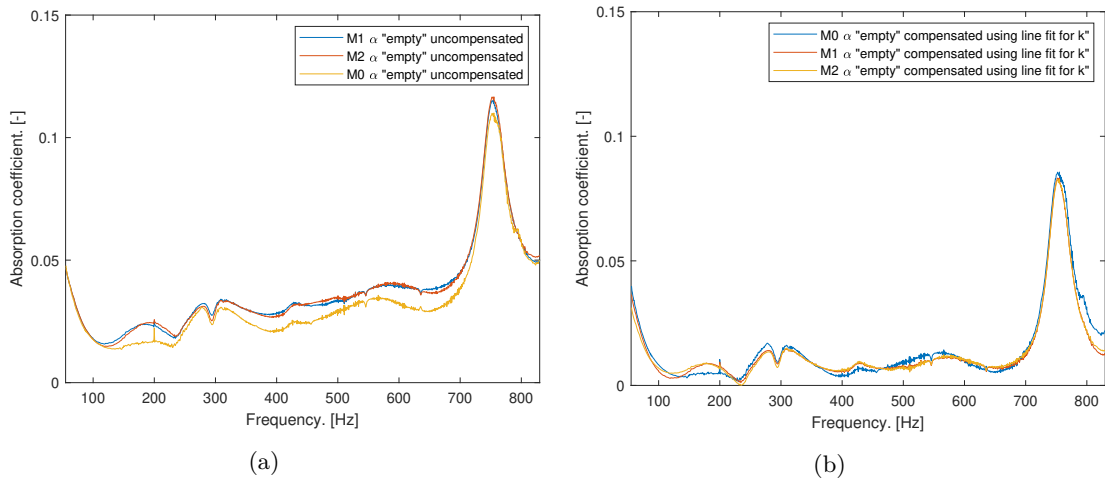 0.15
M1 α "empty" uncompensated
M2 α "empty" uncompensated
M0 α "empty" uncompensated
0.1
0.05
0
Absorption coefficient. [-]
100 200 300 400 500 600 700 800
Frequency. [Hz]
(a)
0.15
M0 α "empty" compensated using line fit for k"
M1 α "empty" compensated using line fit for k"
M2 α "empty" compensated using line fit for k"
0.1
0.05
0
Absorption coefficient. [-]
100 200 300 400 500 600 700 800
Frequency. [Hz]
(b)